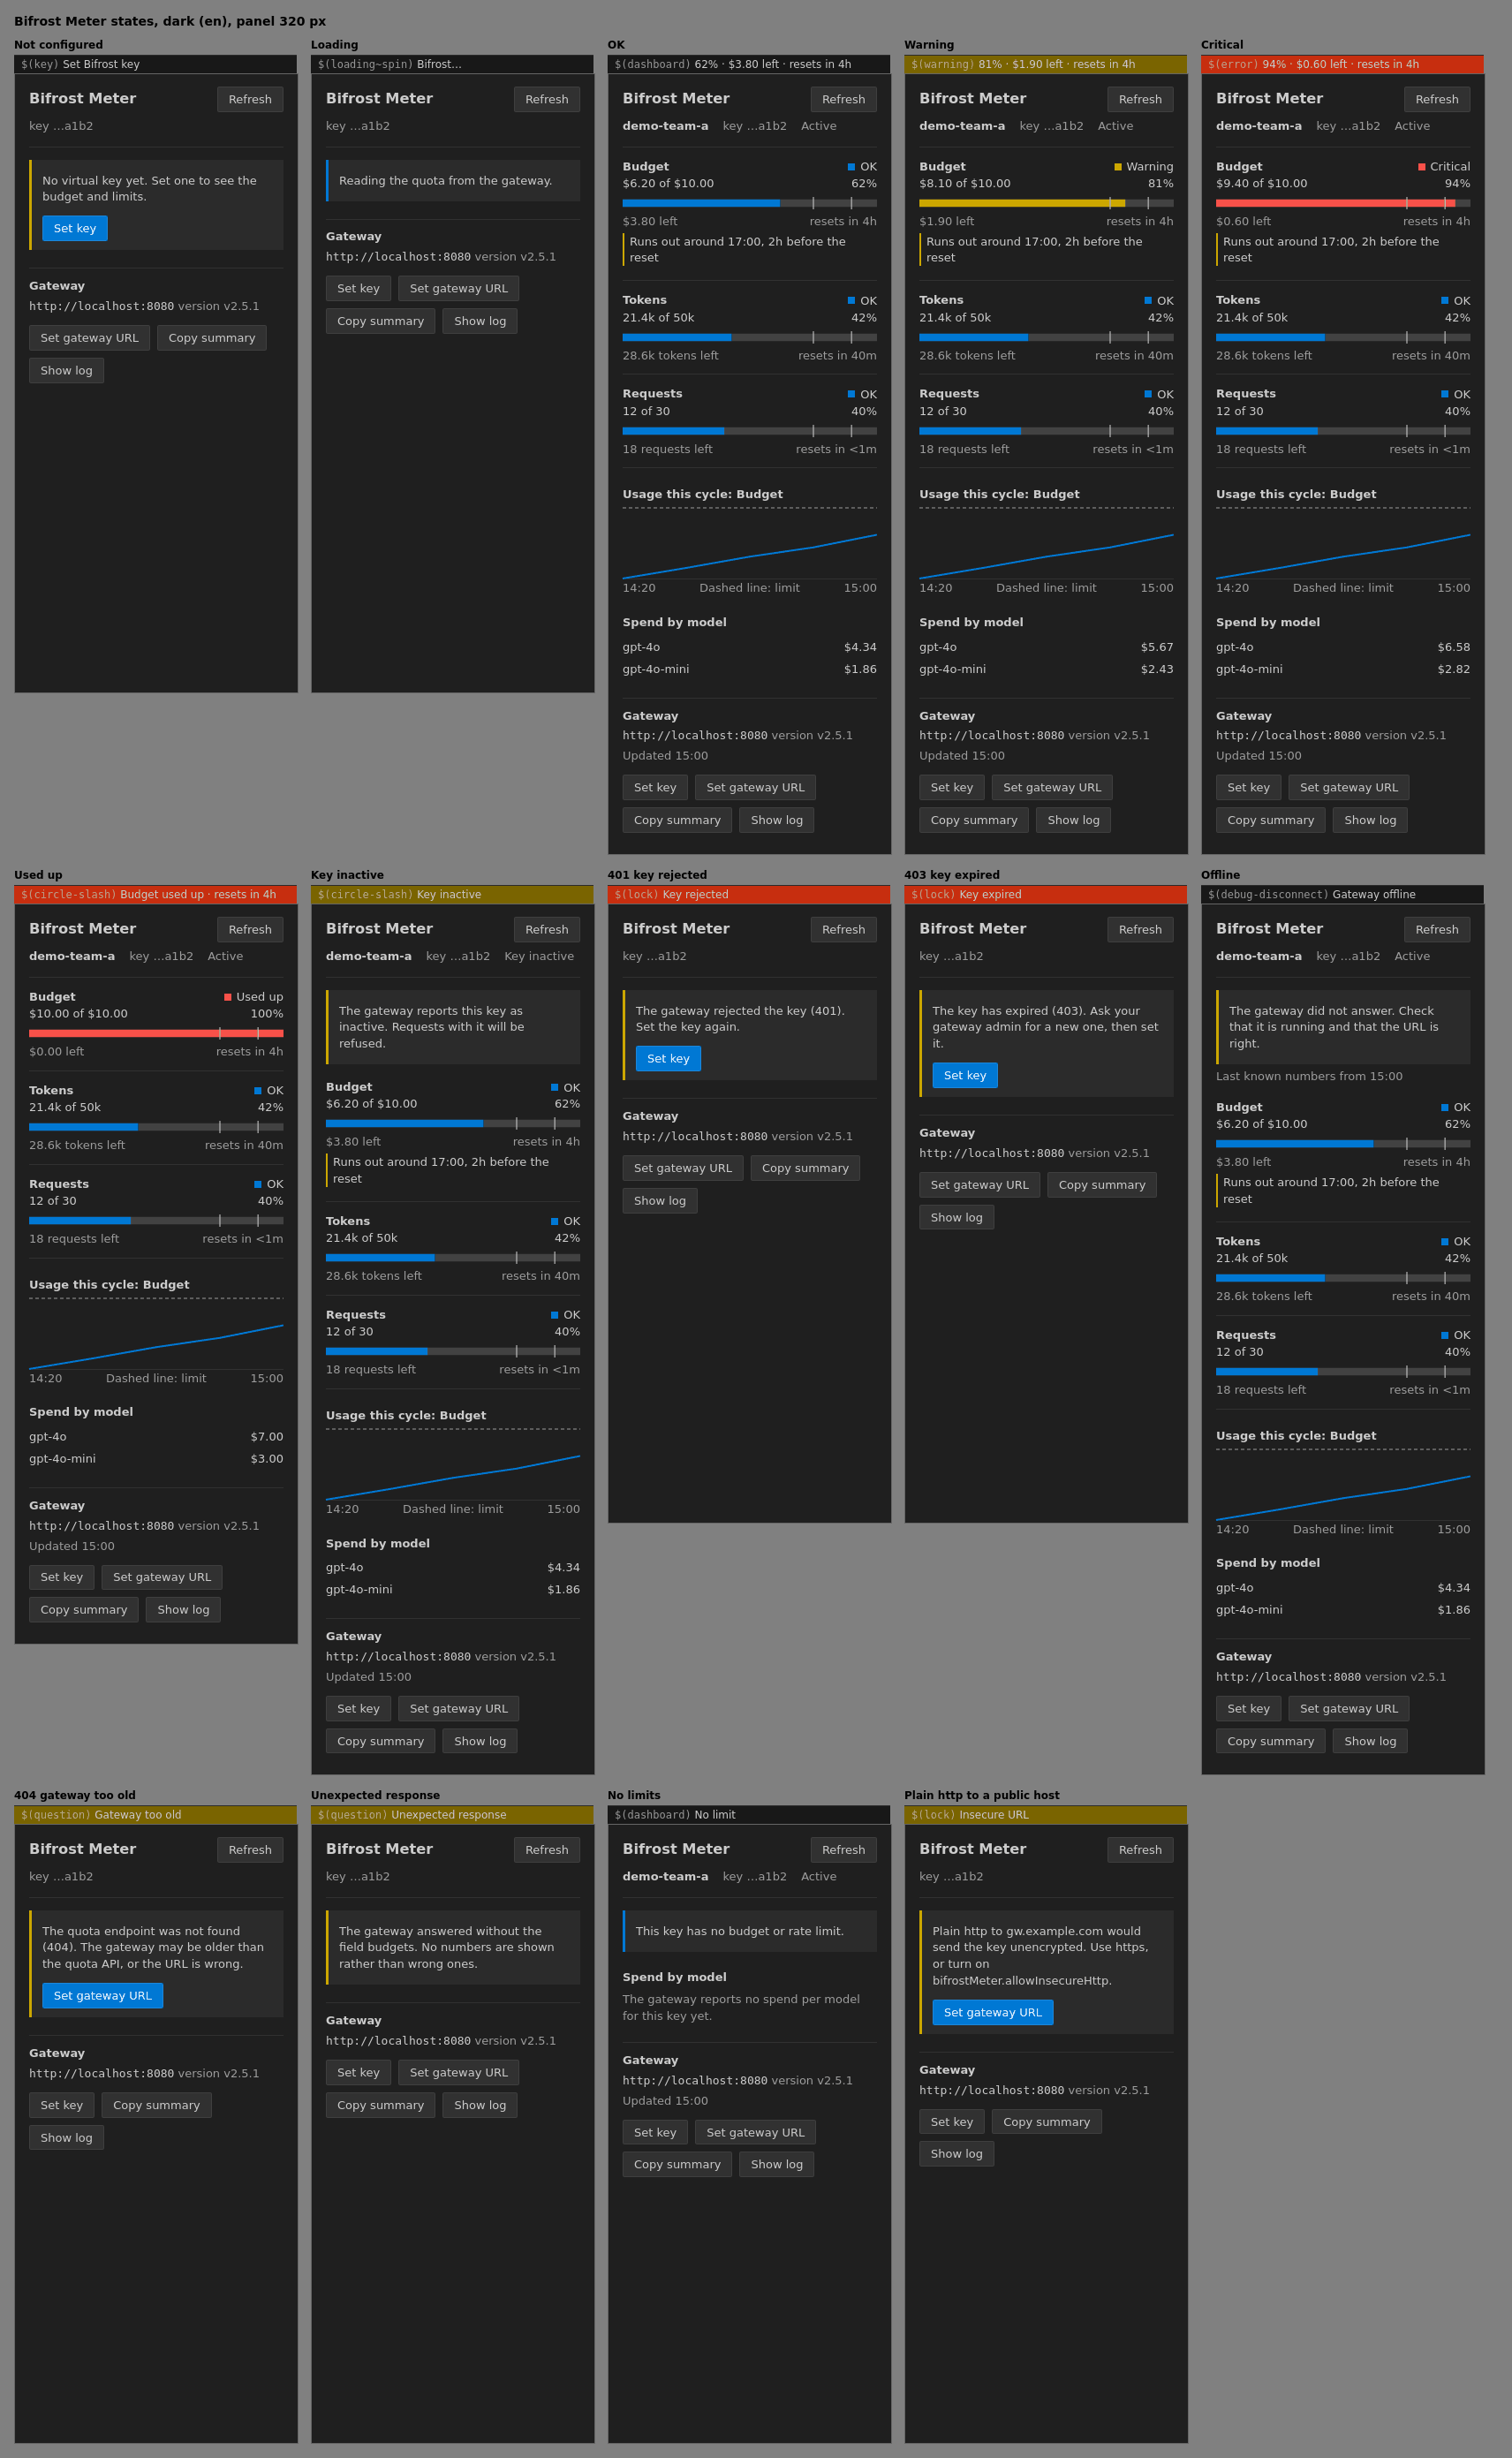 Bifrost Meter states, dark (en), panel 320 px
Not configured
$(key) Set Bifrost key
Bifrost Meter
Refresh
key …a1b2
No virtual key yet. Set one to see the
budget and limits.
Set key
Gateway
http://localhost:8080 version v2.5.1
Set gateway URL
Copy summary
Show log
Loading
$(loading~spin) Bifrost…
Bifrost Meter
Refresh
key …a1b2
Reading the quota from the gateway.
Gateway
http://localhost:8080 version v2.5.1
Set key
Set gateway URL
Copy summary
Show log
OK
$(dashboard) 62% · $3.80 left · resets in 4h
Bifrost Meter
Refresh
demo-team-a key …a1b2 Active
Budget
OK
$6.20 of $10.00
62%
$3.80 left
resets in 4h
Runs out around 17:00, 2h before the
reset
Tokens
OK
21.4k of 50k
42%
28.6k tokens left
resets in 40m
Requests
OK
12 of 30
40%
18 requests left
resets in <1m
Usage this cycle: Budget
14:20
Dashed line: limit
15:00
Spend by model
gpt-4o
$4.34
gpt-4o-mini
$1.86
Gateway
http://localhost:8080 version v2.5.1
Updated 15:00
Set key
Set gateway URL
Copy summary
Show log
Warning
$(warning) 81% · $1.90 left · resets in 4h
Bifrost Meter
Refresh
demo-team-a key …a1b2 Active
Budget
Warning
$8.10 of $10.00
81%
$1.90 left
resets in 4h
Runs out around 17:00, 2h before the
reset
Tokens
OK
21.4k of 50k
42%
28.6k tokens left
resets in 40m
Requests
OK
12 of 30
40%
18 requests left
resets in <1m
Usage this cycle: Budget
14:20
Dashed line: limit
15:00
Spend by model
gpt-4o
$5.67
gpt-4o-mini
$2.43
Gateway
http://localhost:8080 version v2.5.1
Updated 15:00
Set key
Set gateway URL
Copy summary
Show log
Critical
$(error) 94% · $0.60 left · resets in 4h
Bifrost Meter
Refresh
demo-team-a key …a1b2 Active
Budget
Critical
$9.40 of $10.00
94%
$0.60 left
resets in 4h
Runs out around 17:00, 2h before the
reset
Tokens
OK
21.4k of 50k
42%
28.6k tokens left
resets in 40m
Requests
OK
12 of 30
40%
18 requests left
resets in <1m
Usage this cycle: Budget
14:20
Dashed line: limit
15:00
Spend by model
gpt-4o
$6.58
gpt-4o-mini
$2.82
Gateway
http://localhost:8080 version v2.5.1
Updated 15:00
Set key
Set gateway URL
Copy summary
Show log
Used up
$(circle-slash) Budget used up · resets in 4h
Bifrost Meter
Refresh
demo-team-a key …a1b2 Active
Budget
Used up
$10.00 of $10.00
100%
$0.00 left
resets in 4h
Tokens
OK
21.4k of 50k
42%
28.6k tokens left
resets in 40m
Requests
OK
12 of 30
40%
18 requests left
resets in <1m
Usage this cycle: Budget
14:20
Dashed line: limit
15:00
Spend by model
gpt-4o
$7.00
gpt-4o-mini
$3.00
Gateway
http://localhost:8080 version v2.5.1
Updated 15:00
Set key
Set gateway URL
Copy summary
Show log
Key inactive
$(circle-slash) Key inactive
Bifrost Meter
Refresh
demo-team-a key …a1b2 Key inactive
The gateway reports this key as
inactive. Requests with it will be
refused.
Budget
OK
$6.20 of $10.00
62%
$3.80 left
resets in 4h
Runs out around 17:00, 2h before the
reset
Tokens
OK
21.4k of 50k
42%
28.6k tokens left
resets in 40m
Requests
OK
12 of 30
40%
18 requests left
resets in <1m
Usage this cycle: Budget
14:20
Dashed line: limit
15:00
Spend by model
gpt-4o
$4.34
gpt-4o-mini
$1.86
Gateway
http://localhost:8080 version v2.5.1
Updated 15:00
Set key
Set gateway URL
Copy summary
Show log
401 key rejected
$(lock) Key rejected
Bifrost Meter
Refresh
key …a1b2
The gateway rejected the key (401).
Set the key again.
Set key
Gateway
http://localhost:8080 version v2.5.1
Set gateway URL
Copy summary
Show log
403 key expired
$(lock) Key expired
Bifrost Meter
Refresh
key …a1b2
The key has expired (403). Ask your
gateway admin for a new one, then set
it.
Set key
Gateway
http://localhost:8080 version v2.5.1
Set gateway URL
Copy summary
Show log
Offline
$(debug-disconnect) Gateway offline
Bifrost Meter
Refresh
demo-team-a key …a1b2 Active
The gateway did not answer. Check
that it is running and that the URL is
right.
Last known numbers from 15:00
Budget
OK
$6.20 of $10.00
62%
$3.80 left
resets in 4h
Runs out around 17:00, 2h before the
reset
Tokens
OK
21.4k of 50k
42%
28.6k tokens left
resets in 40m
Requests
OK
12 of 30
40%
18 requests left
resets in <1m
Usage this cycle: Budget
14:20
Dashed line: limit
15:00
Spend by model
gpt-4o
$4.34
gpt-4o-mini
$1.86
Gateway
http://localhost:8080 version v2.5.1
Set key
Set gateway URL
Copy summary
Show log
404 gateway too old
$(question) Gateway too old
Bifrost Meter
Refresh
key …a1b2
The quota endpoint was not found
(404). The gateway may be older than
the quota API, or the URL is wrong.
Set gateway URL
Gateway
http://localhost:8080 version v2.5.1
Set key
Copy summary
Show log
Unexpected response
$(question) Unexpected response
Bifrost Meter
Refresh
key …a1b2
The gateway answered without the
field budgets. No numbers are shown
rather than wrong ones.
Gateway
http://localhost:8080 version v2.5.1
Set key
Set gateway URL
Copy summary
Show log
No limits
$(dashboard) No limit
Bifrost Meter
Refresh
demo-team-a key …a1b2 Active
This key has no budget or rate limit.
Spend by model
The gateway reports no spend per model
for this key yet.
Gateway
http://localhost:8080 version v2.5.1
Updated 15:00
Set key
Set gateway URL
Copy summary
Show log
Plain http to a public host
$(lock) Insecure URL
Bifrost Meter
Refresh
key …a1b2
Plain http to gw.example.com would
send the key unencrypted. Use https,
or turn on
bifrostMeter.allowInsecureHttp.
Set gateway URL
Gateway
http://localhost:8080 version v2.5.1
Set key
Copy summary
Show log